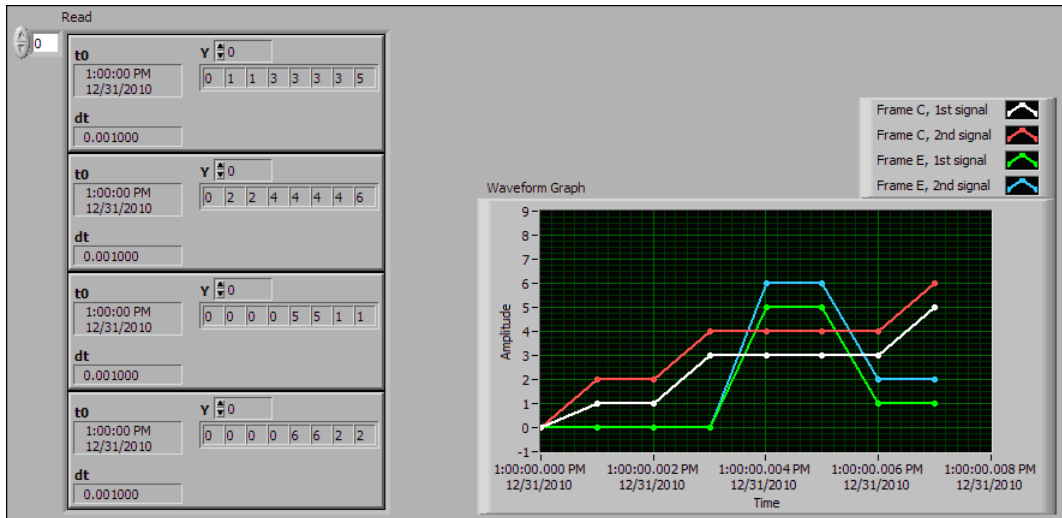 Read
0
t0
1:00:00 PM
12/31/2010
Y 0
0 1 1 3 3 3 3 5
dt
0.001000
t0
1:00:00 PM
12/31/2010
Y 0
0 2 2 4 4 4 4 6
dt
0.001000
t0
1:00:00 PM
12/31/2010
Y 0
0 0 0 0 5 5 1 1
dt
0.001000
t0
1:00:00 PM
12/31/2010
Y 0
0 0 0 0 6 6 2 2
dt
0.001000
Frame C, 1st signal
Frame C, 2nd signal
Frame E, 1st signal
Frame E, 2nd signal
Waveform Graph
Amplitude
9
8
7
6
5
4
3
2
1
0
-1
1:00:00.000 PM 1:00:00.002 PM 1:00:00.004 PM 1:00:00.006 PM 1:00:00.008 PM
12/31/2010 12/31/2010 12/31/2010 12/31/2010 12/31/2010
Time